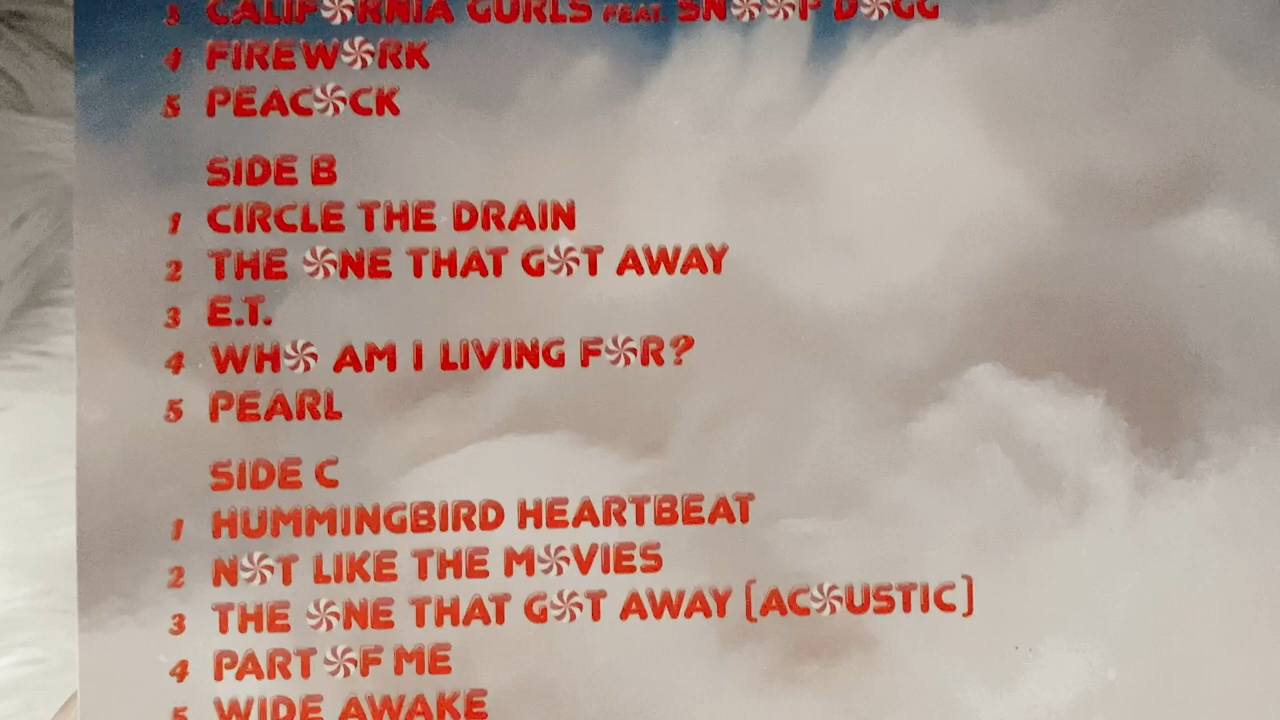 3 CALIFORNIA GURLS FEAT. SNOOP DOGG
4 FIREWORK
5 PEACOCK
SIDE B
1 CIRCLE THE DRAIN
2 THE ONE THAT GOT AWAY
3 E.T.
4 WHO AM I LIVING FOR?
5 PEARL
SIDE C
1 HUMMINGBIRD HEARTBEAT
2 NOT LIKE THE MOVIES
3 THE ONE THAT GOT AWAY [ACOUSTIC]
4 PART OF ME
5 WIDE AWAKE